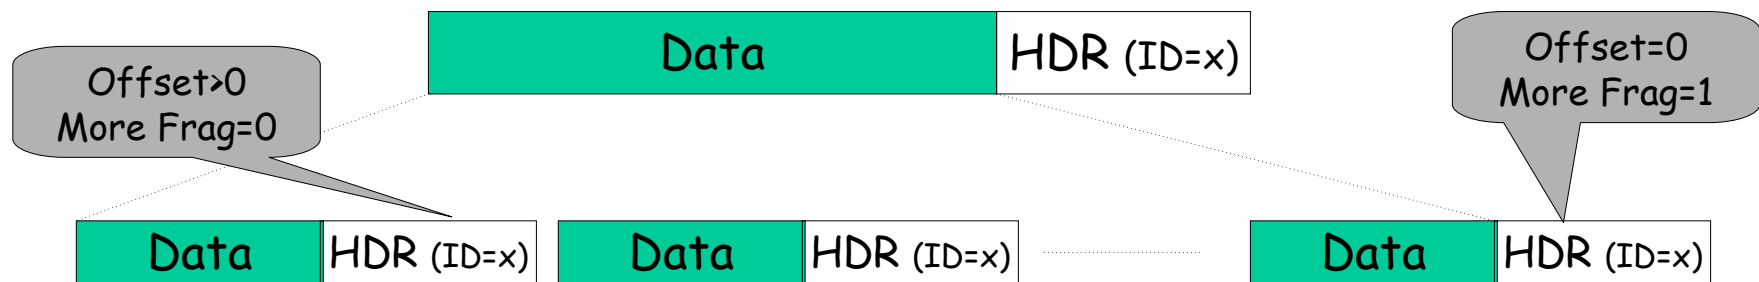 Data HDR (ID=x)
Offset>0
More Frag=0
Offset=0
More Frag=1
Data HDR (ID=x) Data HDR (ID=x) Data HDR (ID=x)